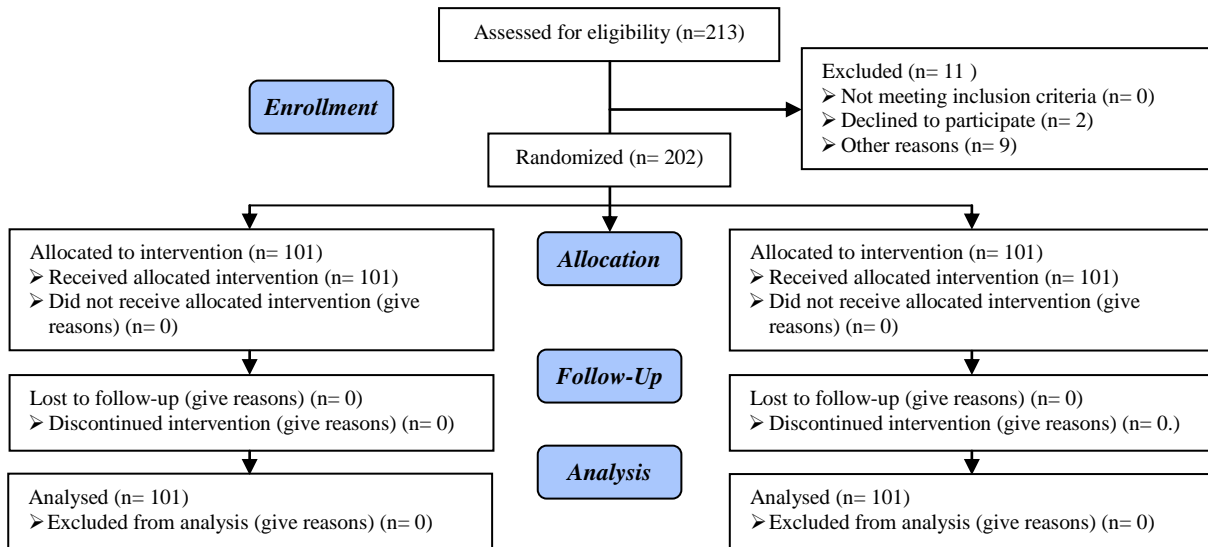 Assessed for eligibility (n=213)
Excluded (n= 11 )
➢ Not meeting inclusion criteria (n= 0)
➢ Declined to participate (n= 2)
➢ Other reasons (n= 9)
Enrollment
Randomized (n= 202)
Allocated to intervention (n= 101)
➢ Received allocated intervention (n= 101)
➢ Did not receive allocated intervention (give
reasons) (n= 0)
Allocation
Allocated to intervention (n= 101)
➢ Received allocated intervention (n= 101)
➢ Did not receive allocated intervention (give
reasons) (n= 0)
Follow-Up
Lost to follow-up (give reasons) (n= 0)
➢ Discontinued intervention (give reasons) (n= 0)
Lost to follow-up (give reasons) (n= 0)
➢ Discontinued intervention (give reasons) (n= 0.)
Analysis
Analysed (n= 101)
➢ Excluded from analysis (give reasons) (n= 0)
Analysed (n= 101)
➢ Excluded from analysis (give reasons) (n= 0)